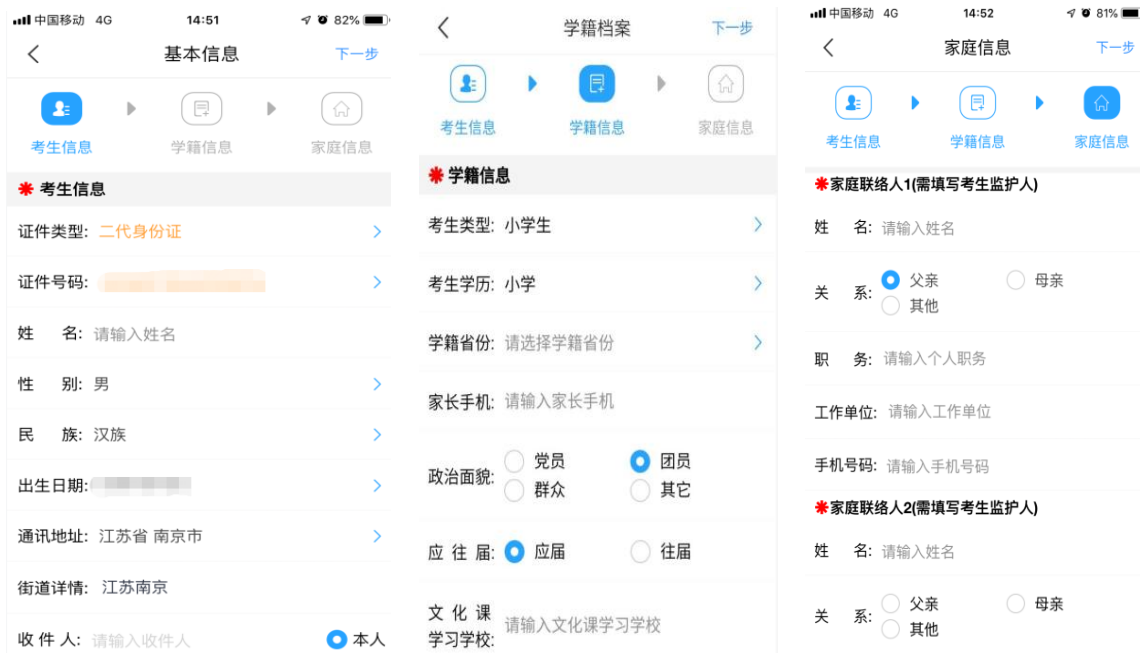 中国移动 4G 14:51 82%
基本信息 下一步
考生信息 学籍信息 家庭信息
考生信息
证件类型: 二代身份证
证件号码:
姓 名: 请输入姓名
性 别: 男
民 族: 汉族
出生日期:
通讯地址: 江苏省 南京市
街道详情: 江苏南京
收 件 人: 请输入收件人 本人
学籍档案 下一步
考生信息 学籍信息 家庭信息
学籍信息
考生类型: 小学生
考生学历: 小学
学籍省份: 请选择学籍省份
家长手机: 请输入家长手机
政治面貌: 党员 团员
群众 其它
应 往 届: 应届 往届
文 化 课
学习学校: 请输入文化课学习学校
中国移动 4G 14:52 81%
家庭信息 下一步
考生信息 学籍信息 家庭信息
家庭联络人1(需填写考生监护人)
姓 名: 请输入姓名
关 系: 父亲 母亲
其他
职 务: 请输入个人职务
工作单位: 请输入工作单位
手机号码: 请输入手机号码
家庭联络人2(需填写考生监护人)
姓 名: 请输入姓名
关 系: 父亲 母亲
其他